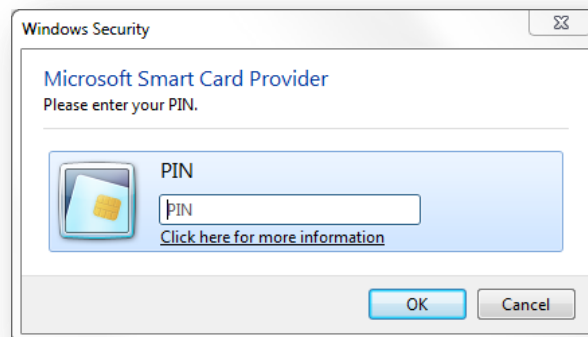 Windows Security
Microsoft Smart Card Provider
Please enter your PIN.
PIN
PIN
Click here for more information
OK
Cancel